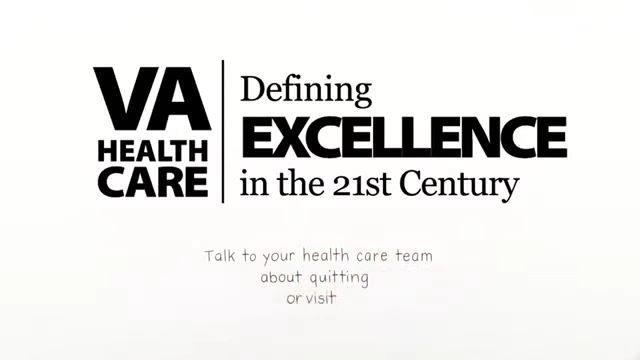 VA
HEALTH
CARE
Defining
EXCELLENCE
in the 21st Century
Talk to your health care team
about quitting
or visit